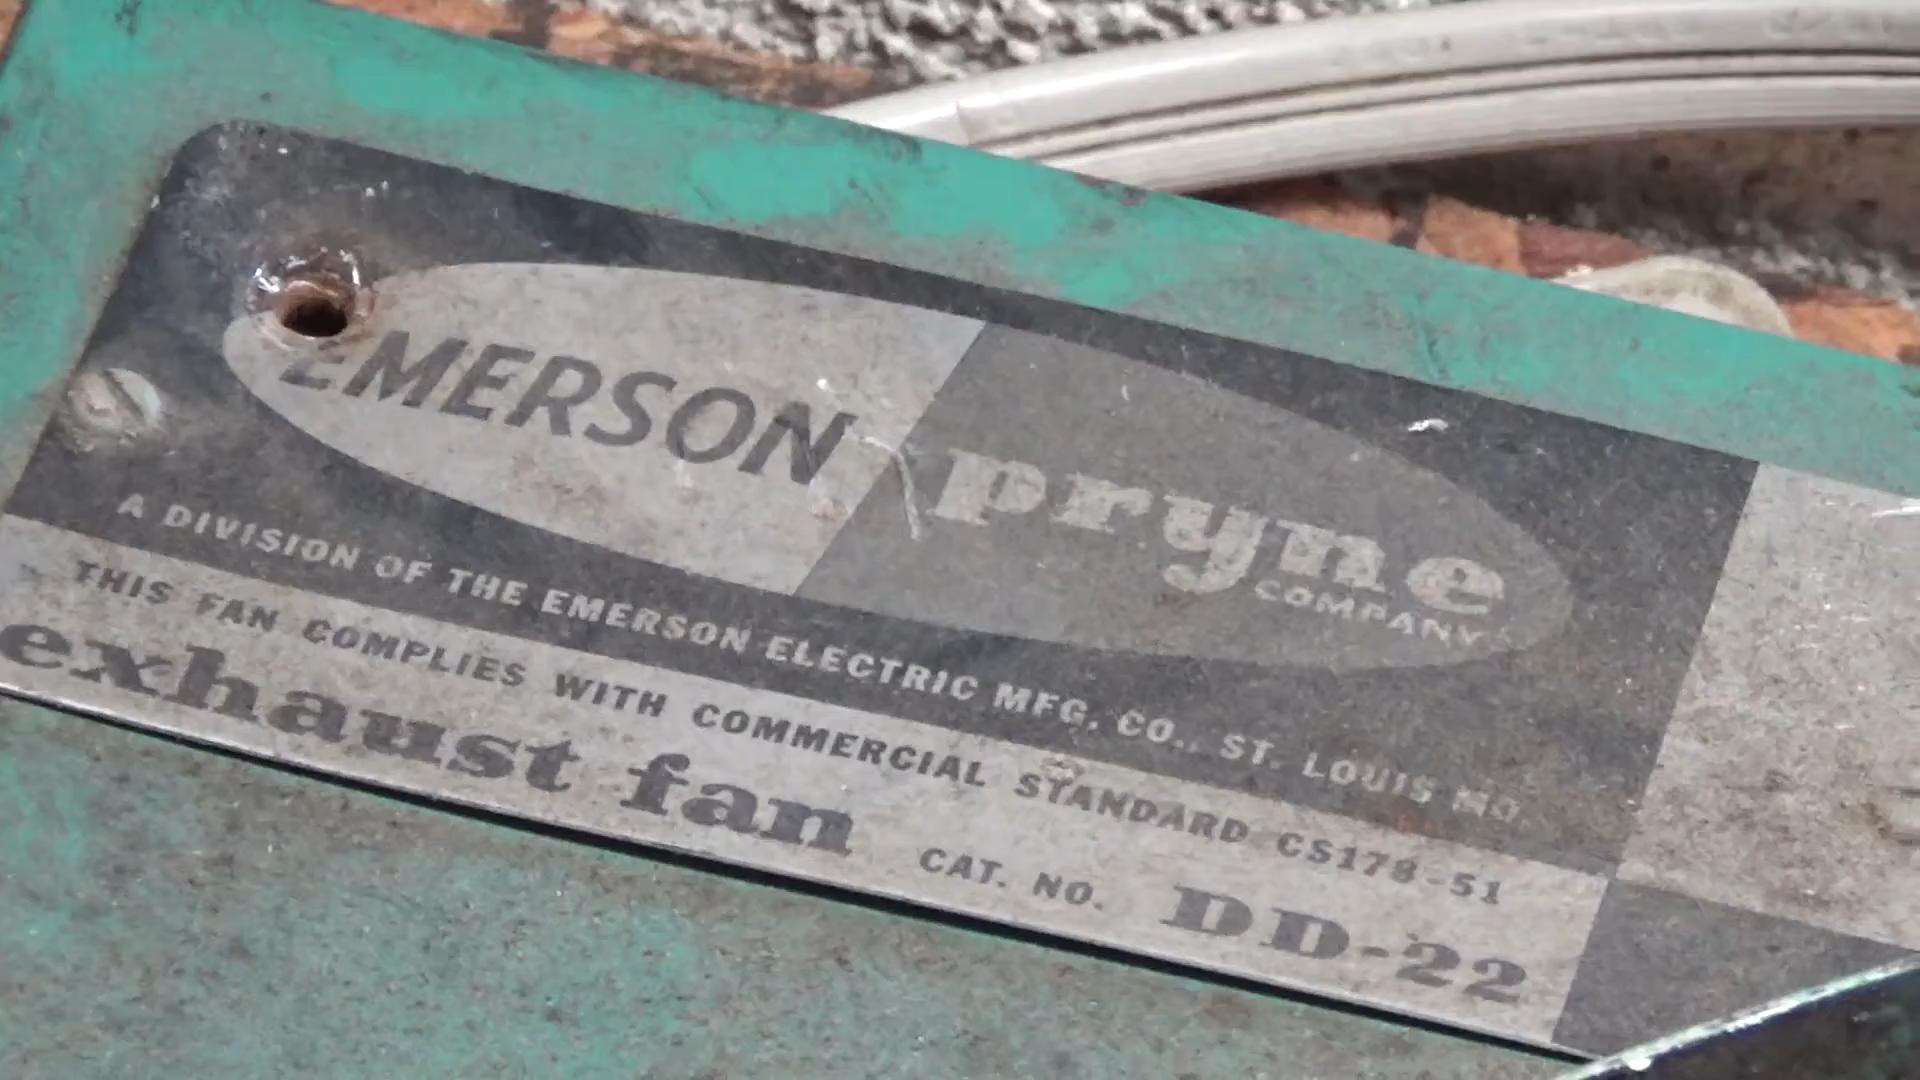 EMERSON pryne
COMPANY
A DIVISION OF THE EMERSON ELECTRIC MFG. CO., ST. LOUIS MO.
THIS FAN COMPLIES WITH COMMERCIAL STANDARD CS178-51
exhaust fan CAT. NO. DD-22